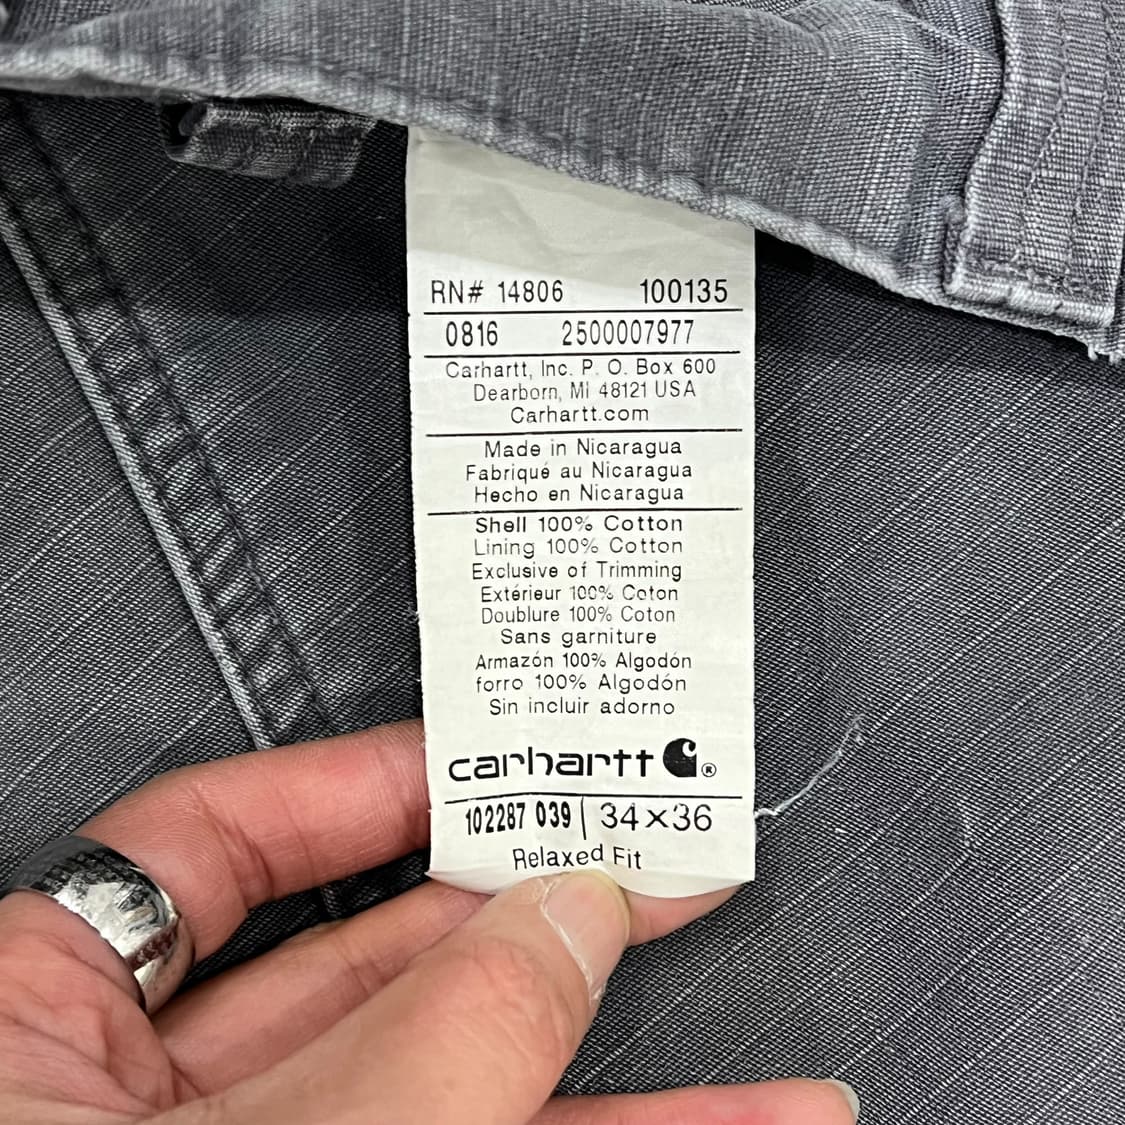 RN# 14806 100135
0816 2500007977
Carhartt, Inc. P. O. Box 600
Dearborn, MI 48121 USA
Carhartt.com
Made in Nicaragua
Fabriqué au Nicaragua
Hecho en Nicaragua
Shell 100% Cotton
Lining 100% Cotton
Exclusive of Trimming
Extérieur 100% Coton
Doublure 100% Coton
Sans garniture
Armazón 100% Algodón
forro 100% Algodón
Sin incluir adorno
carhartt ®
102287 039 | 34×36
Relaxed Fit